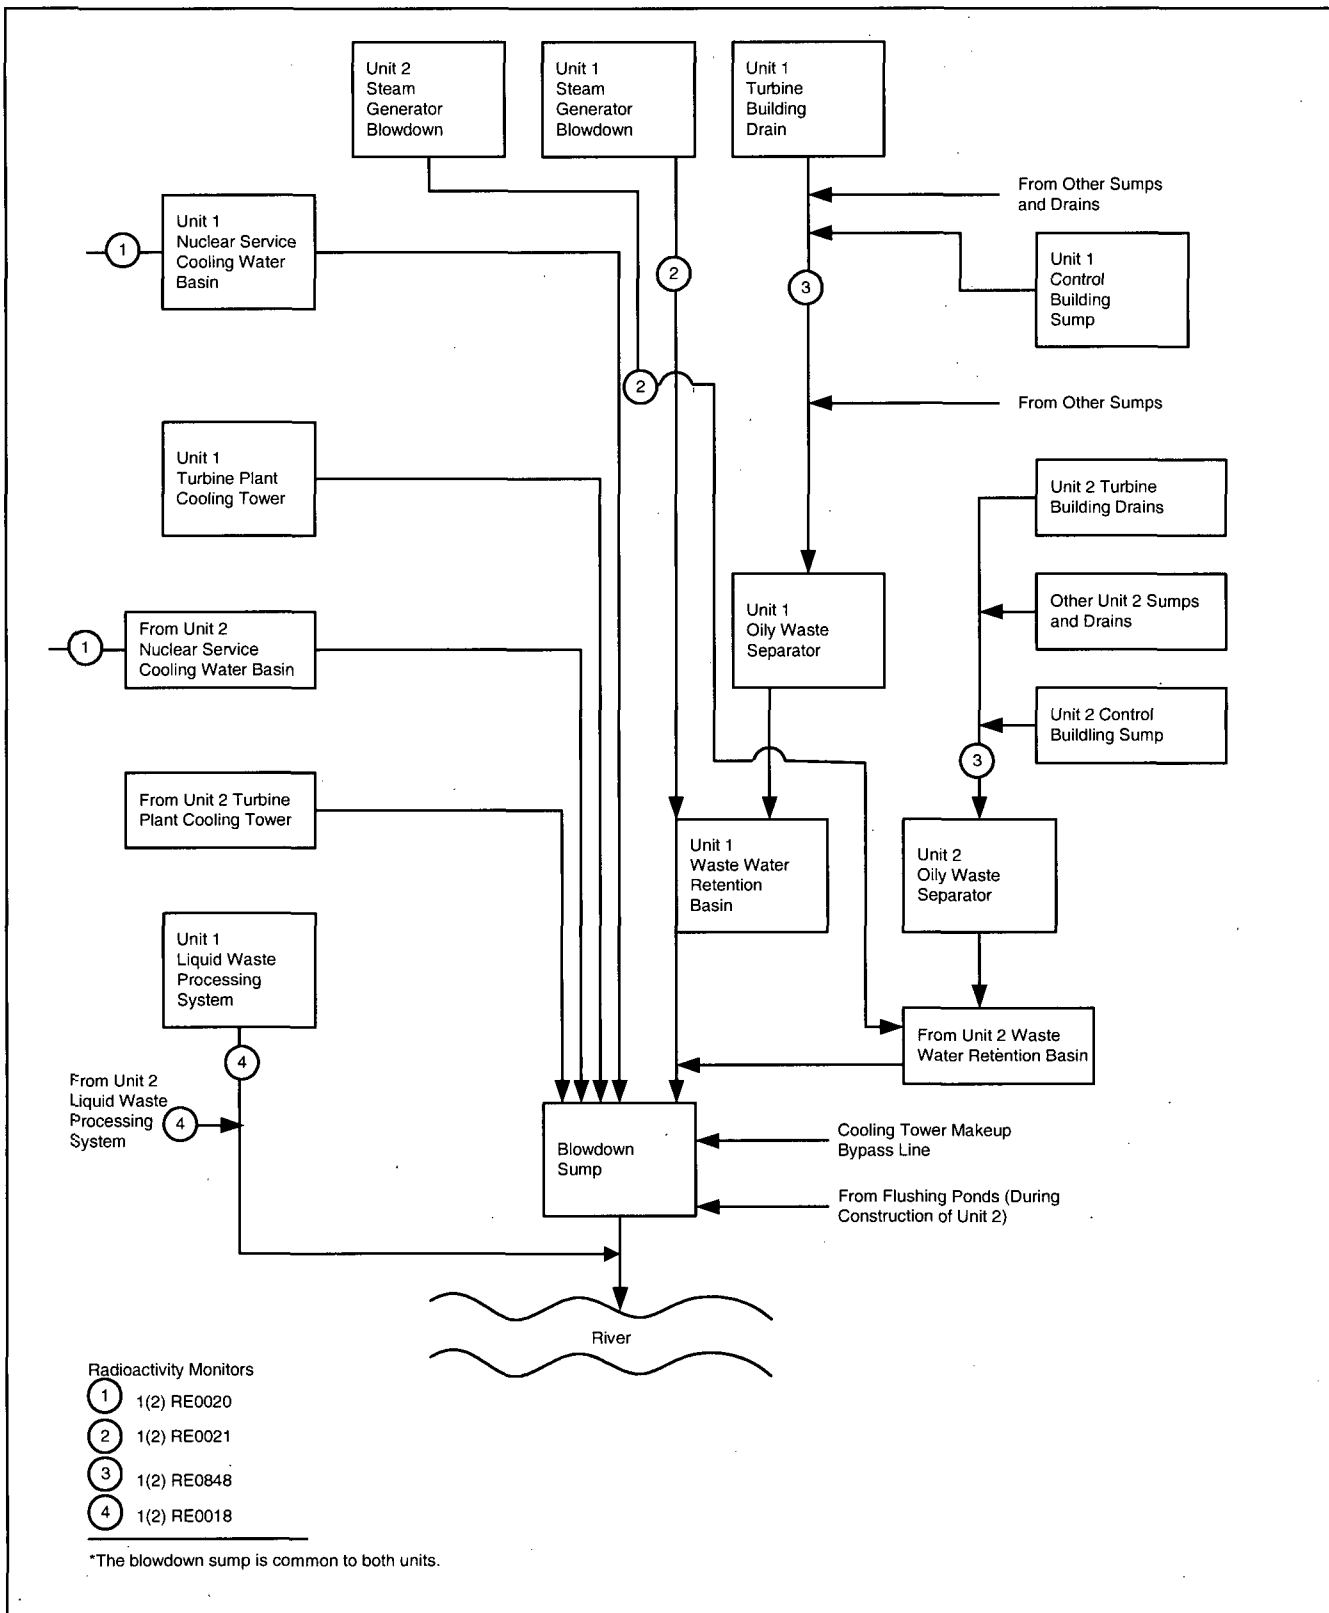 Unit 2
Steam
Generator
Blowdown
Unit 1
Steam
Generator
Blowdown
Unit 1
Turbine
Building
Drain
From Other Sumps
and Drains
1
Unit 1
Nuclear Service
Cooling Water
Basin
2
3
Unit 1
Control
Building
Sump
2
From Other Sumps
Unit 1
Turbine Plant
Cooling Tower
Unit 2 Turbine
Building Drains
Unit 1
Oily Waste
Separator
Other Unit 2 Sumps
and Drains
1
From Unit 2
Nuclear Service
Cooling Water Basin
Unit 2 Control
Buildling Sump
3
From Unit 2 Turbine
Plant Cooling Tower
Unit 1
Waste Water
Retention
Basin
Unit 2
Oily Waste
Separator
Unit 1
Liquid Waste
Processing
System
4
From Unit 2 Waste
Water Retention Basin
From Unit 2
Liquid Waste
Processing
System
4
Blowdown
Sump
Cooling Tower Makeup
Bypass Line
From Flushing Ponds (During
Construction of Unit 2)
River
Radioactivity Monitors
1 1(2) RE0020
2 1(2) RE0021
3 1(2) RE0848
4 1(2) RE0018
*The blowdown sump is common to both units.